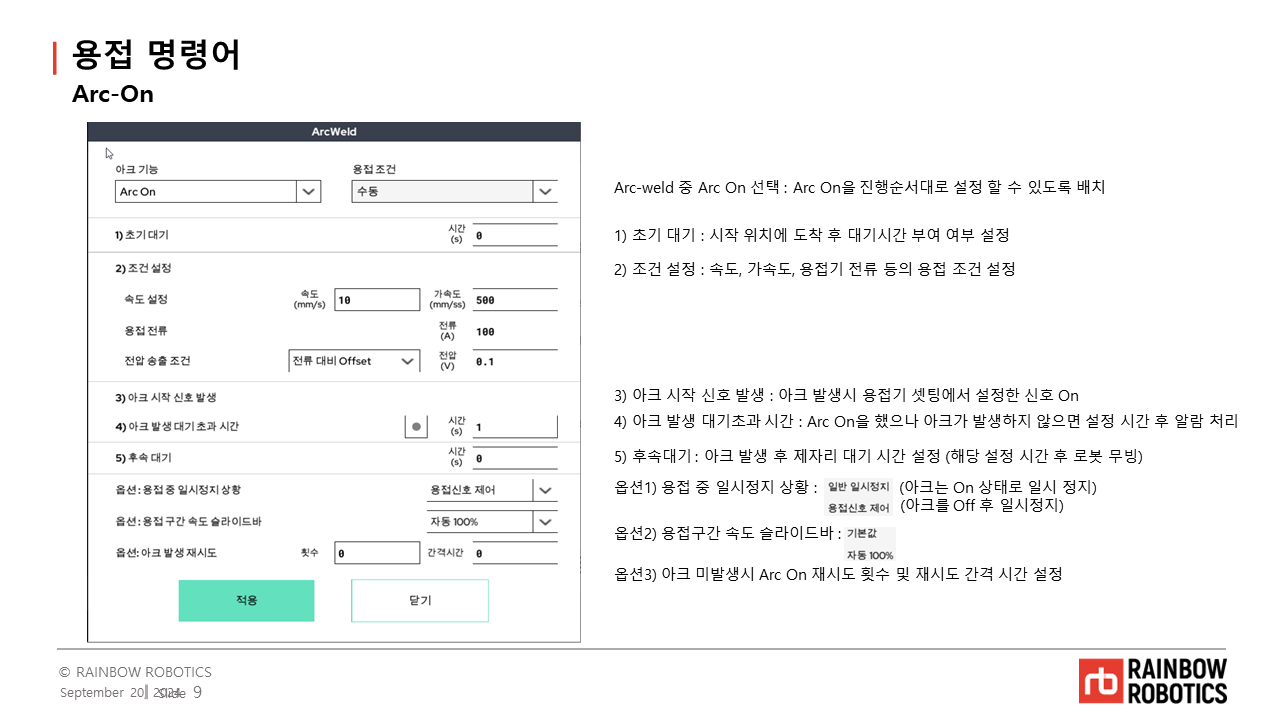 용접 명령어
Arc-On
ArcWeld
아크 기능
용접 조건
Arc On
수동
1) 초기 대기
시간
(s)
0
2) 조건 설정
속도 설정
속도
(mm/s)
10
가속도
(mm/ss)
500
용접 전류
전류
(A)
100
전압 송출 조건
전류 대비 Offset
전압
(V)
0.1
3) 아크 시작 신호 발생
4) 아크 발생 대기 초과 시간
시간
(s)
1
5) 후속 대기
시간
(s)
0
옵션 : 용접 중 일시정지 상황
용접신호 제어
옵션 : 용접 구간 속도 슬라이드바
자동 100%
옵션: 아크 발생 재시도
횟수
0
간격시간
0
적용
닫기
Arc-weld 중 Arc On 선택 : Arc On을 진행순서대로 설정 할 수 있도록 배치
1) 초기 대기 : 시작 위치에 도착 후 대기시간 부여 여부 설정
2) 조건 설정 : 속도, 가속도, 용접기 전류 등의 용접 조건 설정
3) 아크 시작 신호 발생 : 아크 발생시 용접기 셋팅에서 설정한 신호 On
4) 아크 발생 대기초과 시간 : Arc On을 했으나 아크가 발생하지 않으면 설정 시간 후 알람 처리
5) 후속대기 : 아크 발생 후 제자리 대기 시간 설정 (해당 설정 시간 후 로봇 무빙)
옵션1) 용접 중 일시정지 상황 : 일반 일시정지 (아크는 On 상태로 일시 정지)
용접신호 제어 (아크를 Off 후 일시정지)
옵션2) 용접구간 속도 슬라이드바 : 기본값
자동 100%
옵션3) 아크 미발생시 Arc On 재시도 횟수 및 재시도 간격 시간 설정
© RAINBOW ROBOTICS
September 20, 2024
Slide 9
RAINBOW
ROBOTICS